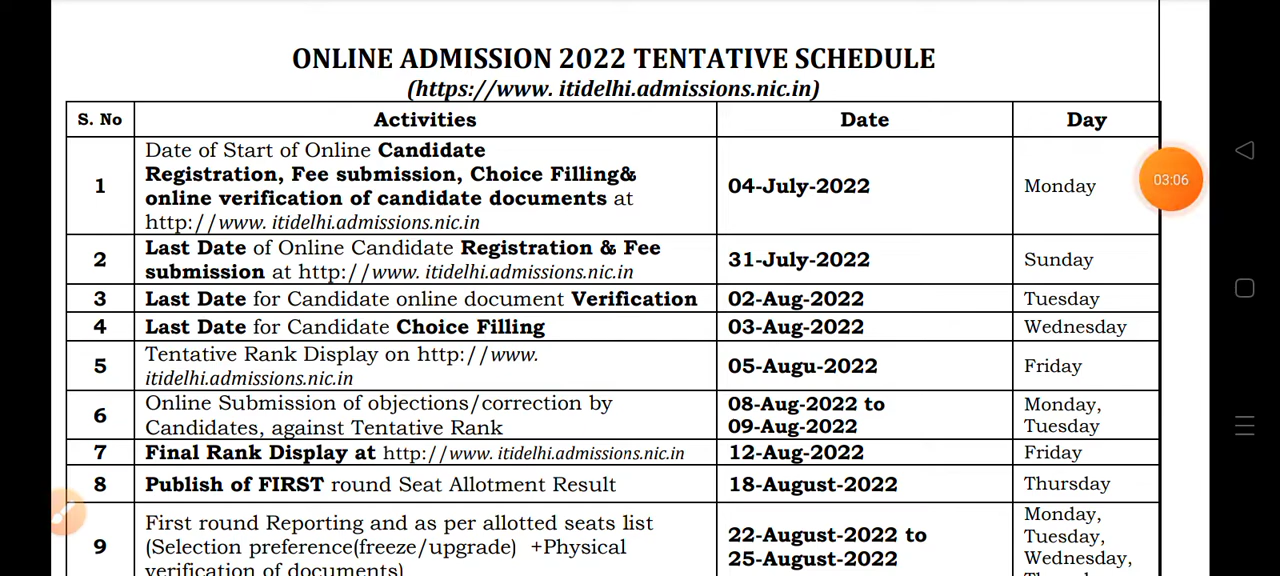 ONLINE ADMISSION 2022 TENTATIVE SCHEDULE
(https://www. itidelhi.admissions.nic.in)
S. No Activities Date Day
1
Date of Start of Online Candidate
Registration, Fee submission, Choice Filling&
online verification of candidate documents at
http://www. itidelhi.admissions.nic.in
04-July-2022
Monday
03:06
2
Last Date of Online Candidate Registration & Fee
submission at http://www. itidelhi.admissions.nic.in
31-July-2022
Sunday
3 Last Date for Candidate online document Verification 02-Aug-2022 Tuesday
4 Last Date for Candidate Choice Filling 03-Aug-2022 Wednesday
5
Tentative Rank Display on http://www.
itidelhi.admissions.nic.in
05-Augu-2022
Friday
6
Online Submission of objections/correction by
Candidates, against Tentative Rank
08-Aug-2022 to
09-Aug-2022
Monday,
Tuesday
7 Final Rank Display at http://www. itidelhi.admissions.nic.in 12-Aug-2022 Friday
8 Publish of FIRST round Seat Allotment Result 18-August-2022 Thursday
9
First round Reporting and as per allotted seats list
(Selection preference(freeze/upgrade) +Physical
verification of documents)
22-August-2022 to
25-August-2022
Monday,
Tuesday,
Wednesday,